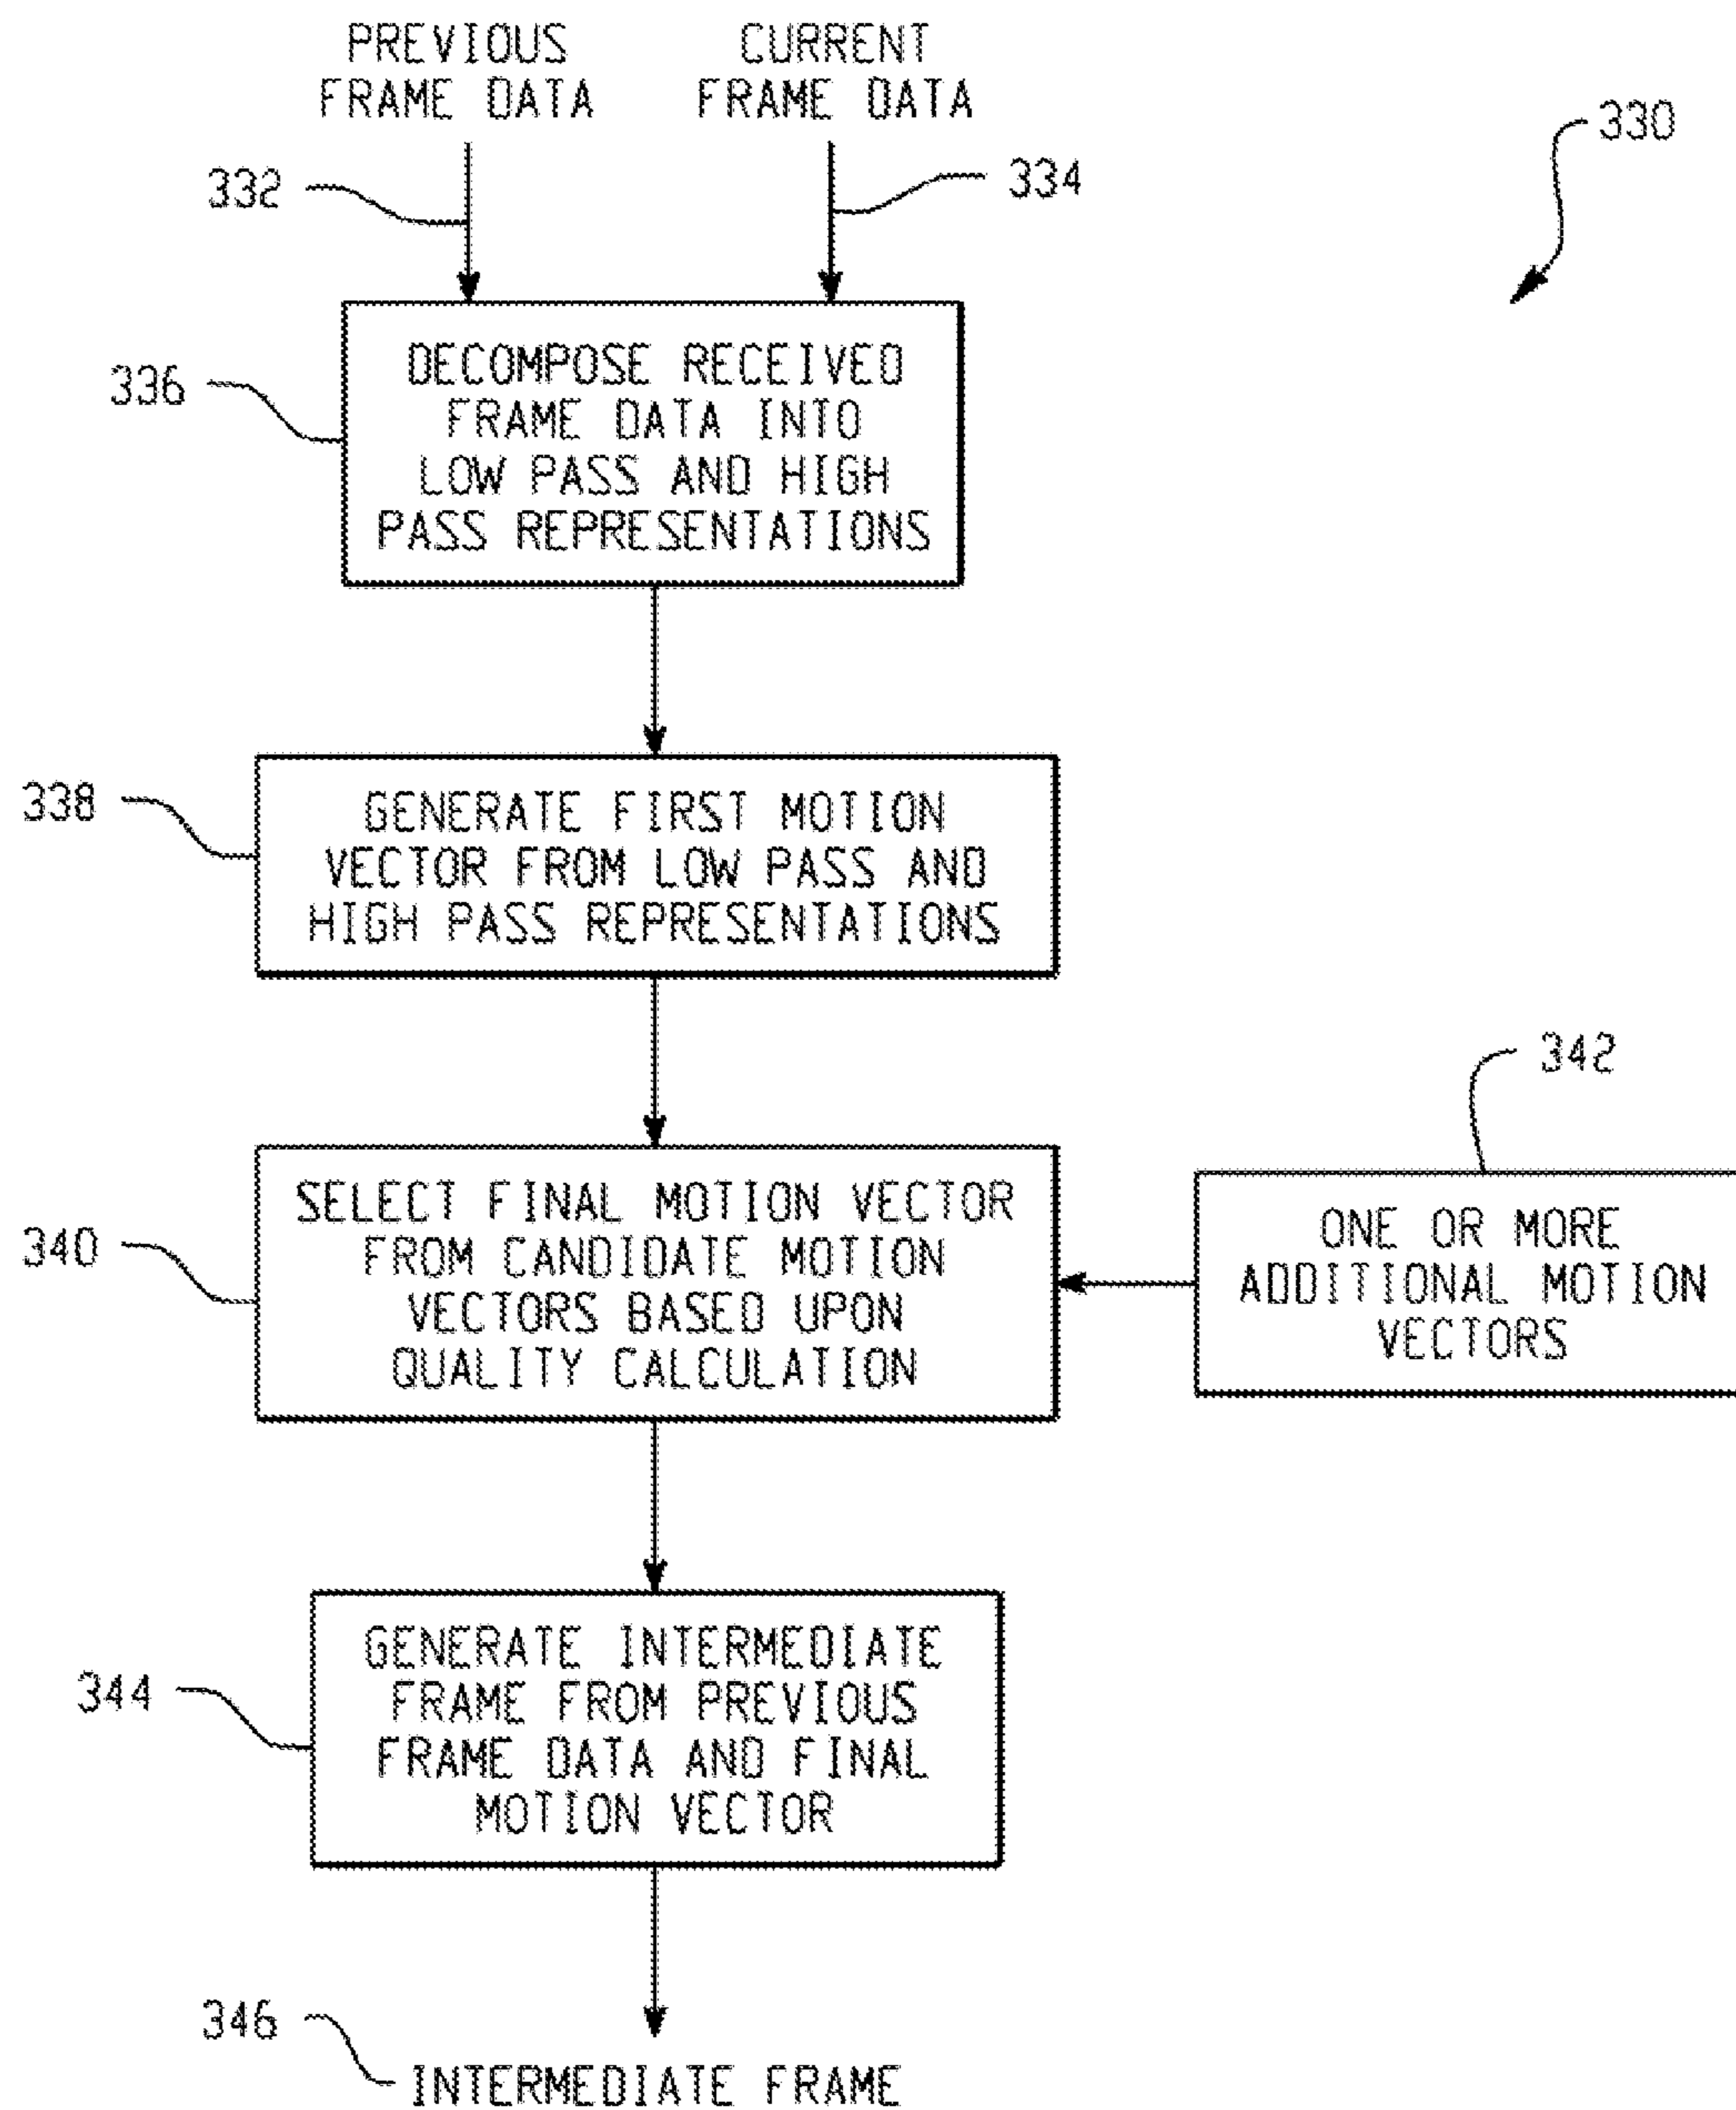 PREVIOUS
FRAME DATA
CURRENT
FRAME DATA
330
332
334
336
DECOMPOSE RECEIVED
FRAME DATA INTO
LOW PASS AND HIGH
PASS REPRESENTATIONS
338
GENERATE FIRST MOTION
VECTOR FROM LOW PASS AND
HIGH PASS REPRESENTATIONS
340
SELECT FINAL MOTION VECTOR
FROM CANDIDATE MOTION
VECTORS BASED UPON
QUALITY CALCULATION
342
ONE OR MORE
ADDITIONAL MOTION
VECTORS
344
GENERATE INTERMEDIATE
FRAME FROM PREVIOUS
FRAME DATA AND FINAL
MOTION VECTOR
346
INTERMEDIATE FRAME